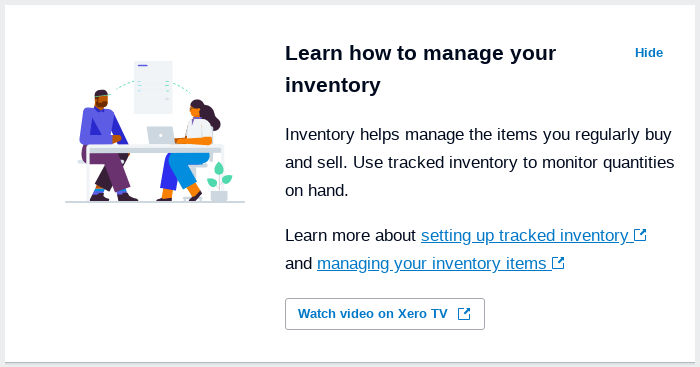 Learn how to manage your
Hide
inventory
Inventory helps manage the items you regularly buy
and sell. Use tracked inventory to monitor quantities
on hand.
Learn more about setting up tracked inventory
and managing your inventory items
Watch video on Xero TV